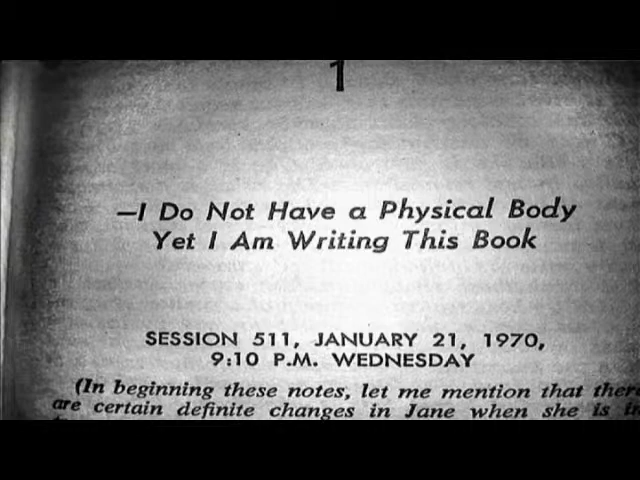 1
—I Do Not Have a Physical Body
Yet I Am Writing This Book
SESSION 511, JANUARY 21, 1970,
9:10 P.M. WEDNESDAY
(In beginning these notes, let me mention that
are certain definite changes in Jane when she is